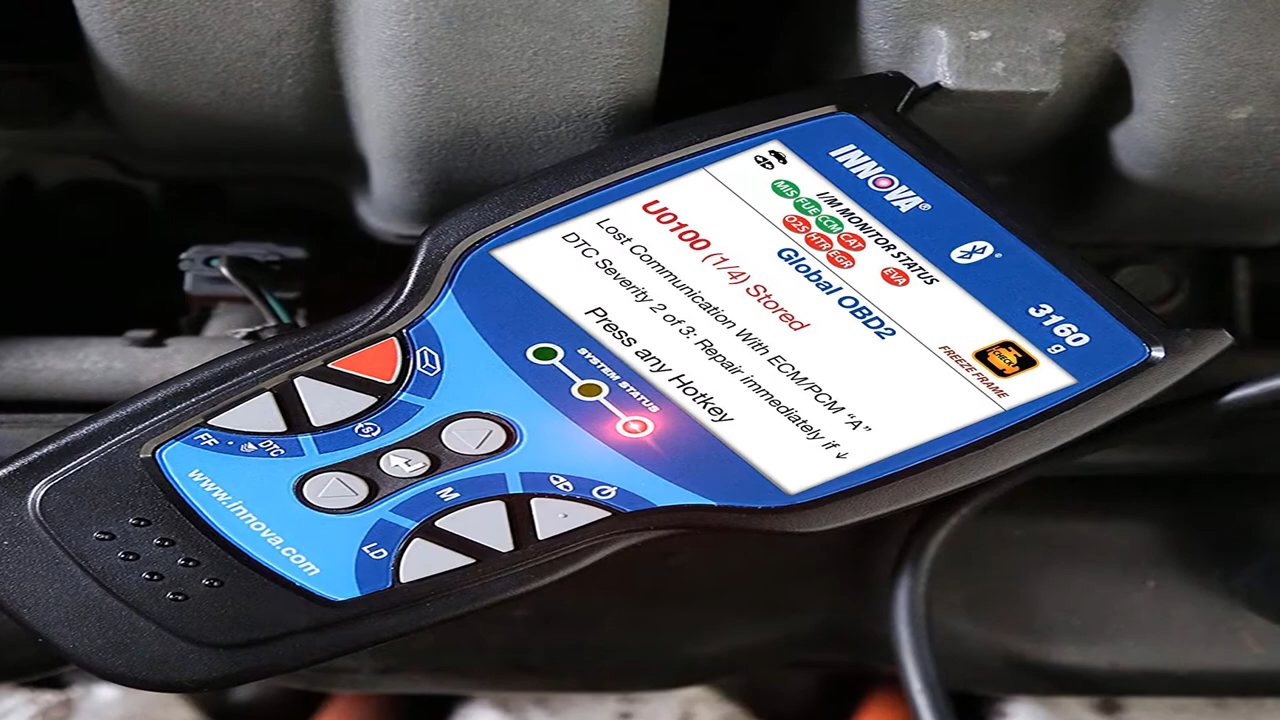 INNOVA®
3160
g
I/M MONITOR STATUS
MIS FUE CCM CAT EVA
O2S HTR EGR
CHECK
Global OBD2
FREEZE FRAME
U0100 (1/4) Stored
Lost Communication With ECM/PCM “A”
DTC Severity 2 of 3: Repair immediately if ↓
Press any Hotkey
SYSTEM STATUS
FF • DTC
S
M
LD
www.innova.com